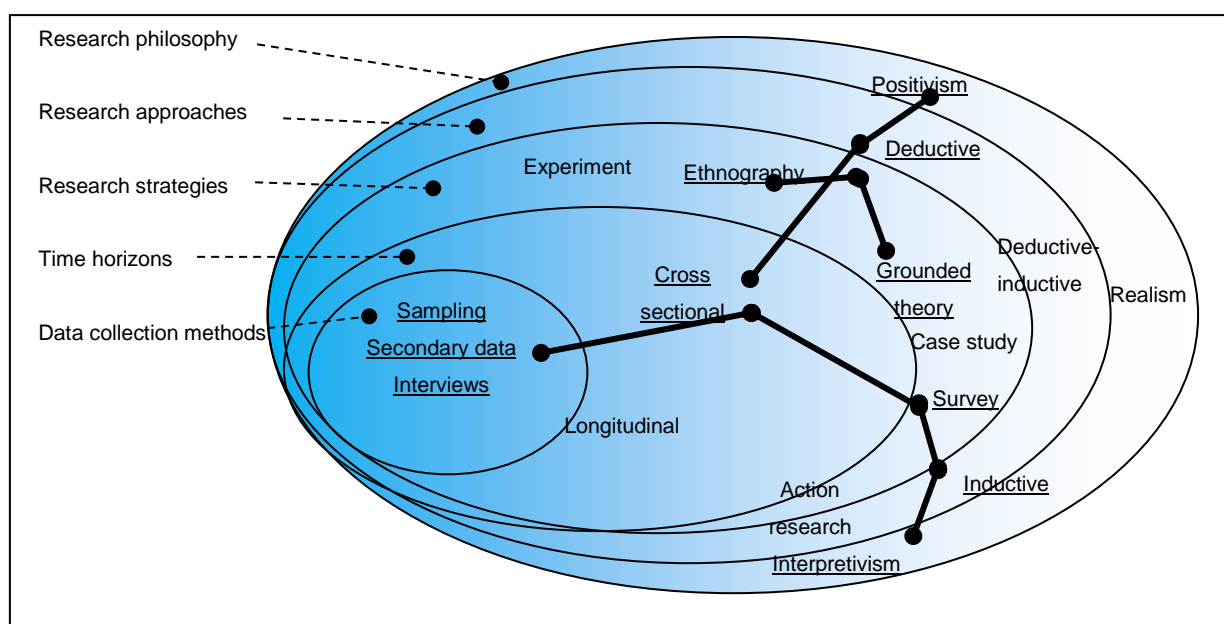 Research philosophy
Research approaches
Research strategies
Time horizons
Data collection methods
Positivism
Deductive
Experiment
Ethnography
Deductive-
inductive
Realism
Cross
sectional
Grounded
theory
Case study
Sampling
Secondary data
Interviews
Survey
Longitudinal
Inductive
Action
research
Interpretivism